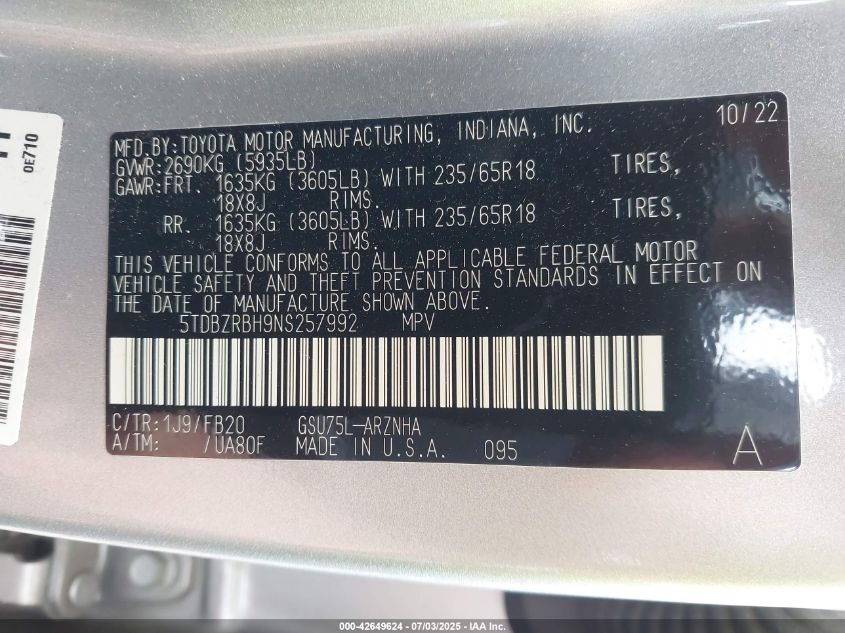 10/22
MFD.BY:TOYOTA MOTOR MANUFACTURING, INDIANA, INC.
GVWR:2690KG (5935LB)
GAWR:FRT. 1635KG (3605LB) WITH 235/65R18 TIRES,
18X8J RIMS.
RR. 1635KG (3605LB) WITH 235/65R18 TIRES,
18X8J RIMS.
THIS VEHICLE CONFORMS TO ALL APPLICABLE FEDERAL MOTOR
VEHICLE SAFETY AND THEFT PREVENTION STANDARDS IN EFFECT ON
THE DATE OF MANUFACTURE SHOWN ABOVE.
5TDBZRBH9NS257992 MPV
C/TR:1J9/FB20 GSU75L-ARZNHA
A/TM: /UA80F MADE IN U.S.A. 095
A
0E710
000-42649624 - 07/03/2025 - IAA Inc.